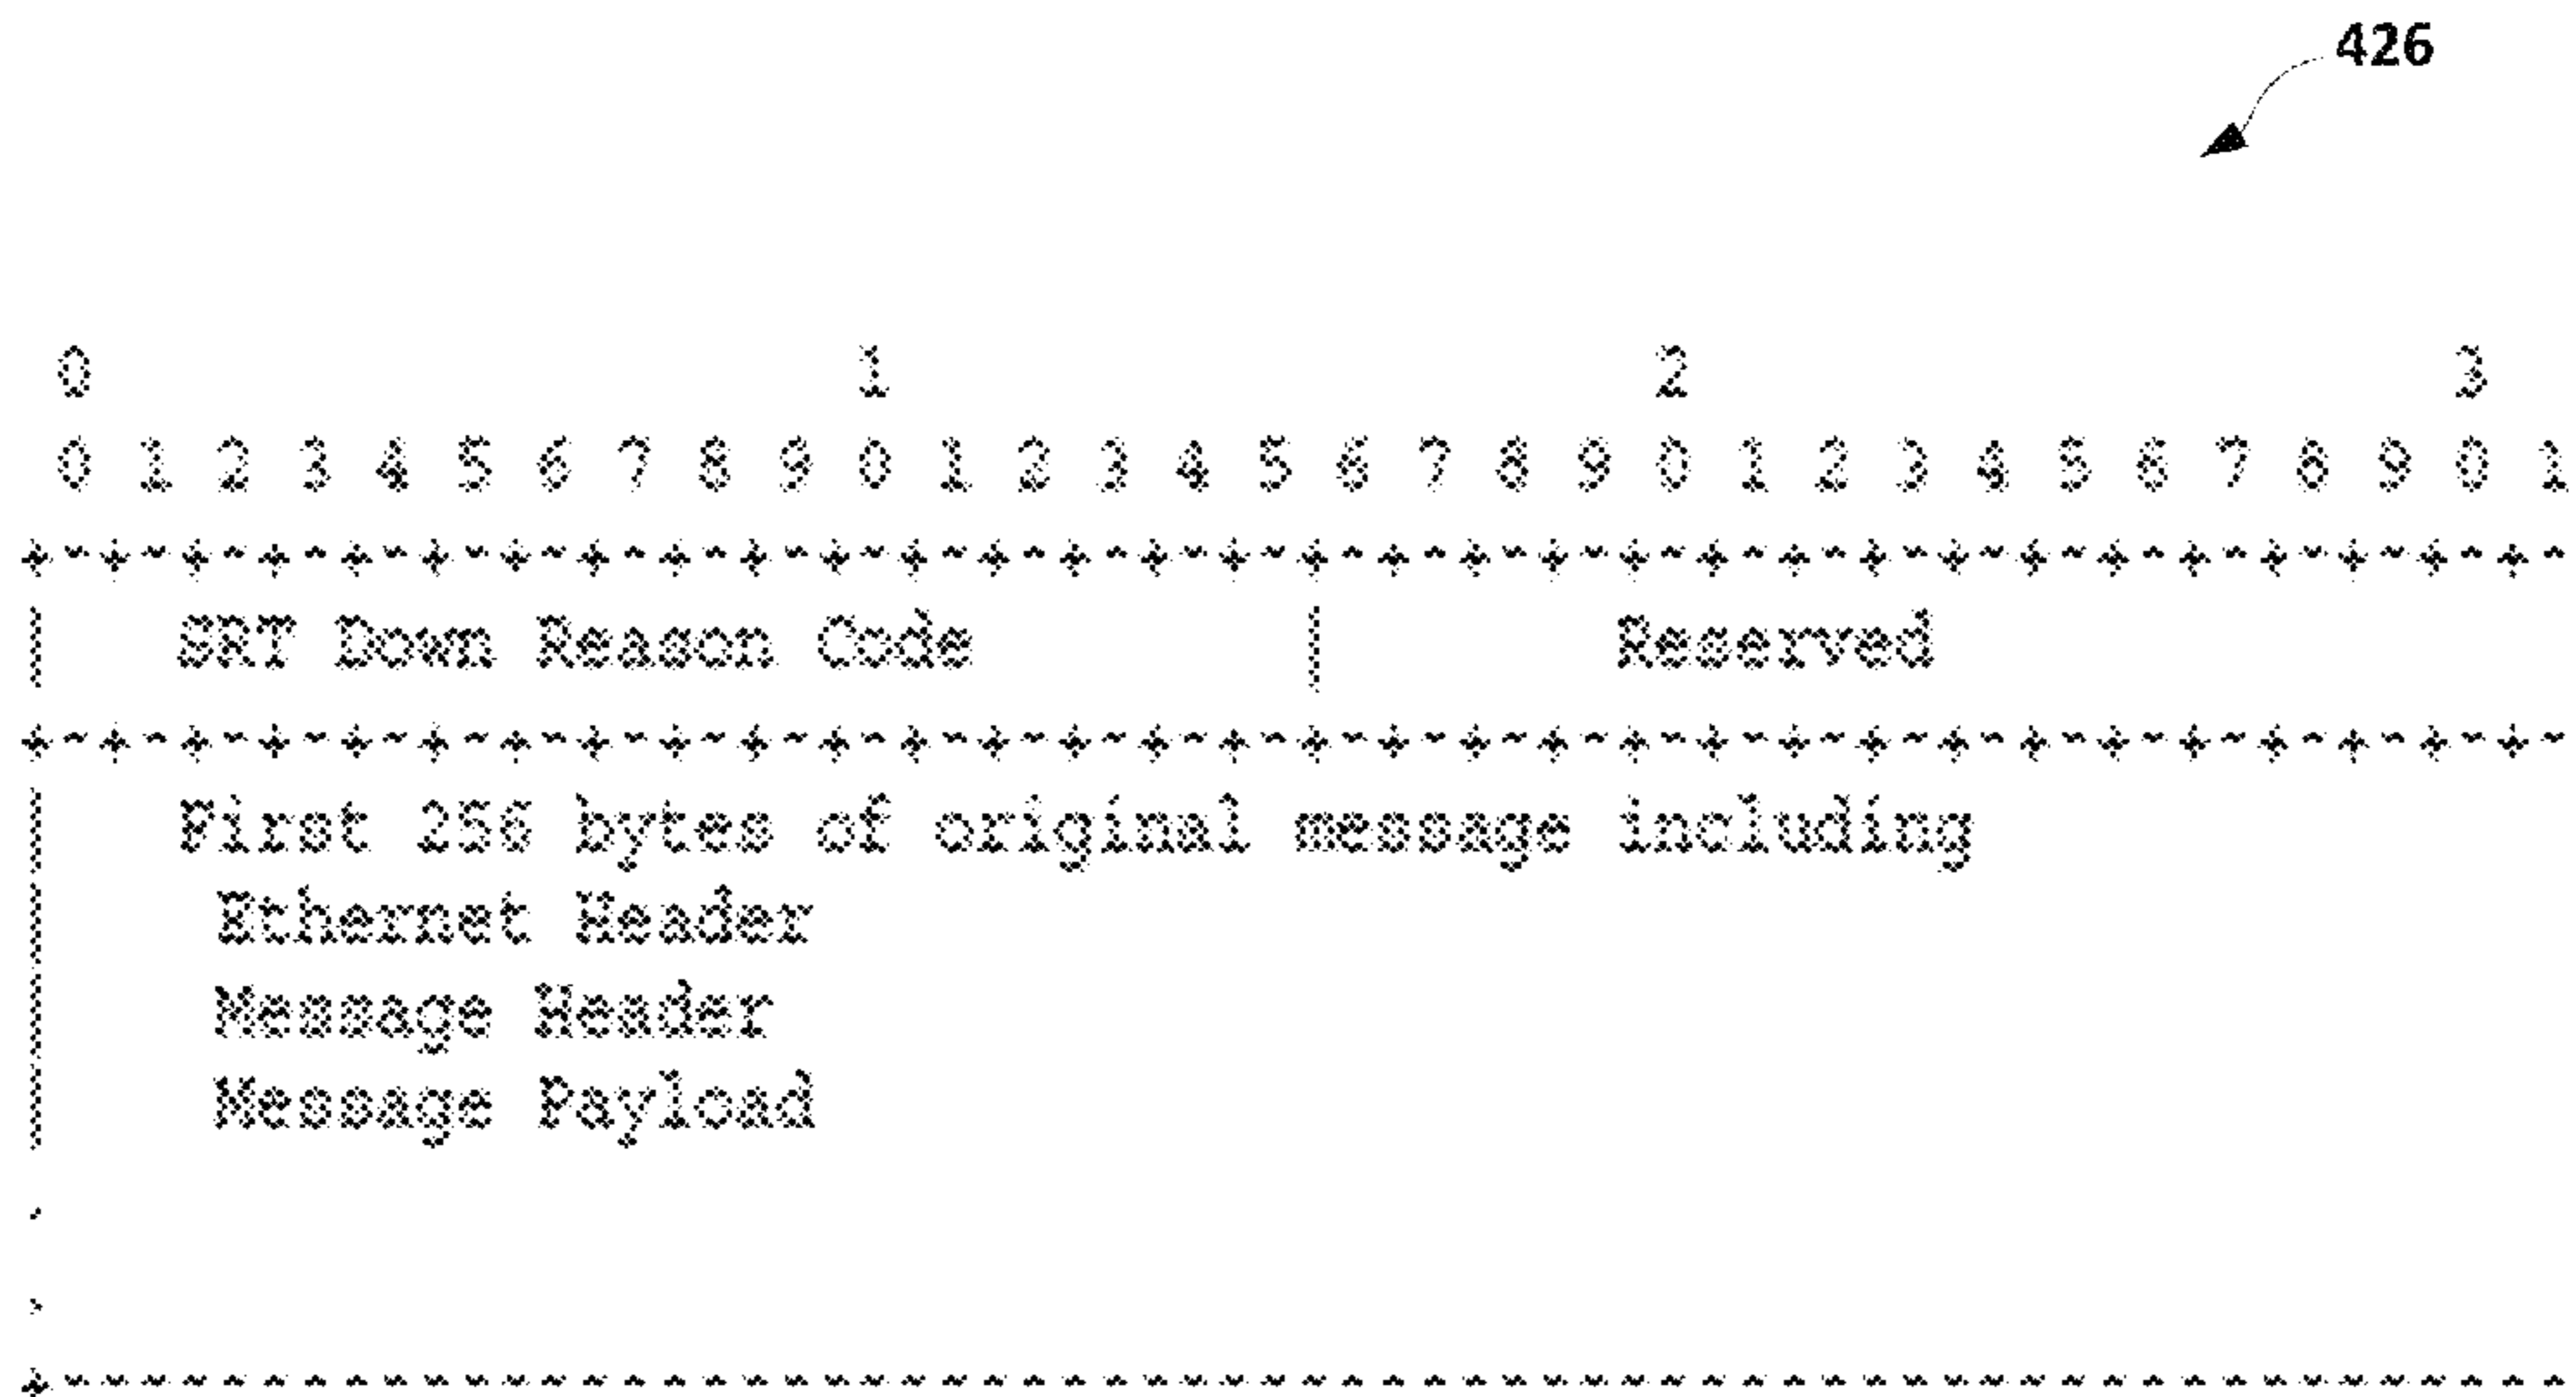 426
0 1 2 3
0 1 2 3 4 5 6 7 8 9 0 1 2 3 4 5 6 7 8 9 0 1 2 3 4 5 6 7 8 9 0 1
+-+-+-+-+-+-+-+-+-+-+-+-+-+-+-+-+-+-+-+-+-+-+-+-+-+-+-+-+-+-+-+-
| SRT Down Reason Code | Reserved
+-+-+-+-+-+-+-+-+-+-+-+-+-+-+-+-+-+-+-+-+-+-+-+-+-+-+-+-+-+-+-+-
| First 256 bytes of original message including
| Ethernet Header
| Message Header
| Message Payload
.
.
+---------------------------------------------------------------